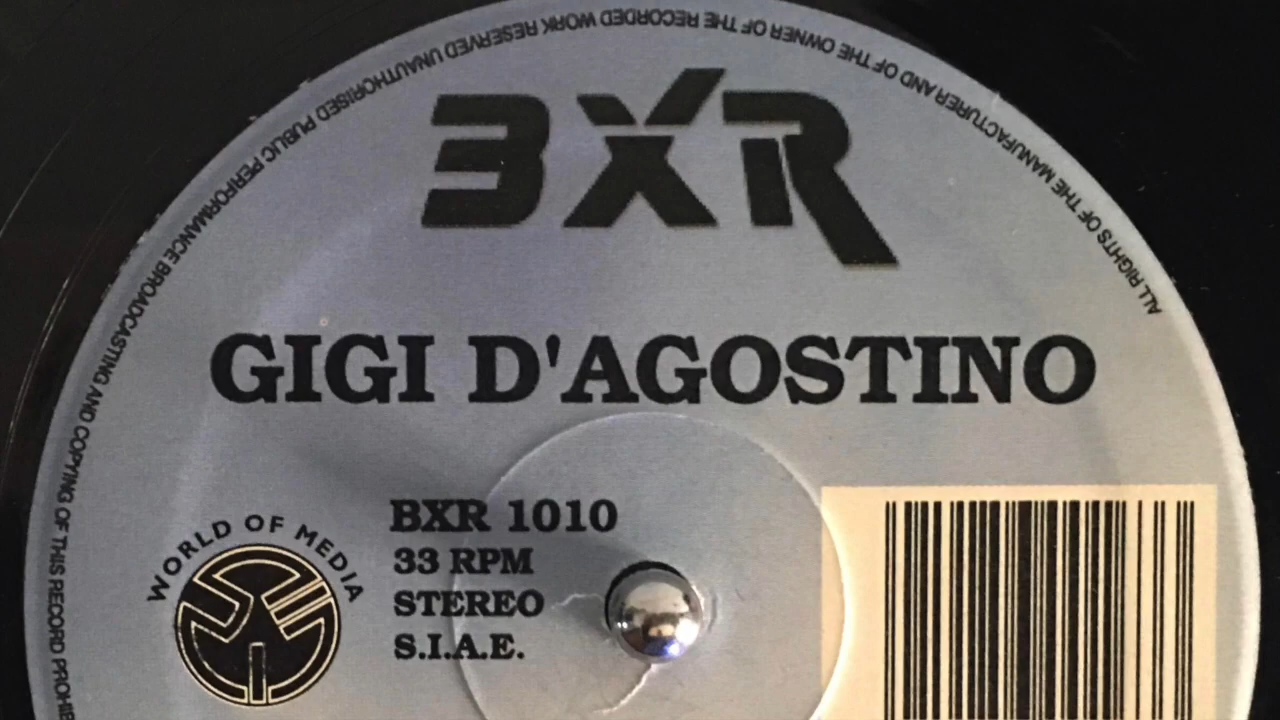 ALL RIGHTS OF THE MANUFACTURER AND OF THE OWNER OF THE RECORDED WORK RESERVED UNAUTHORISED PUBLIC PERFORMANCE BROADCASTING AND COPYING OF THIS RECORD
BXR
GIGI D'AGOSTINO
WORLD OF MEDIA
BXR 1010
33 RPM
STEREO
S.I.A.E.